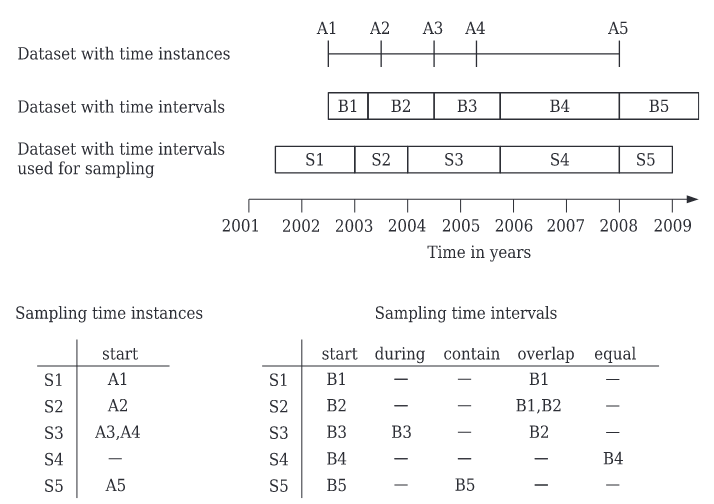 A1 A2 A3 A4 A5
Dataset with time instances
Dataset with time intervals B1 B2 B3 B4 B5
Dataset with time intervals
used for sampling S1 S2 S3 S4 S5
2001 2002 2003 2004 2005 2006 2007 2008 2009
Time in years
Sampling time instances
start
S1 A1
S2 A2
S3 A3,A4
S4 —
S5 A5
Sampling time intervals
start during contain overlap equal
S1 B1 — — B1 —
S2 B2 — — B1,B2 —
S3 B3 B3 — B2 —
S4 B4 — — — B4
S5 B5 — B5 — —